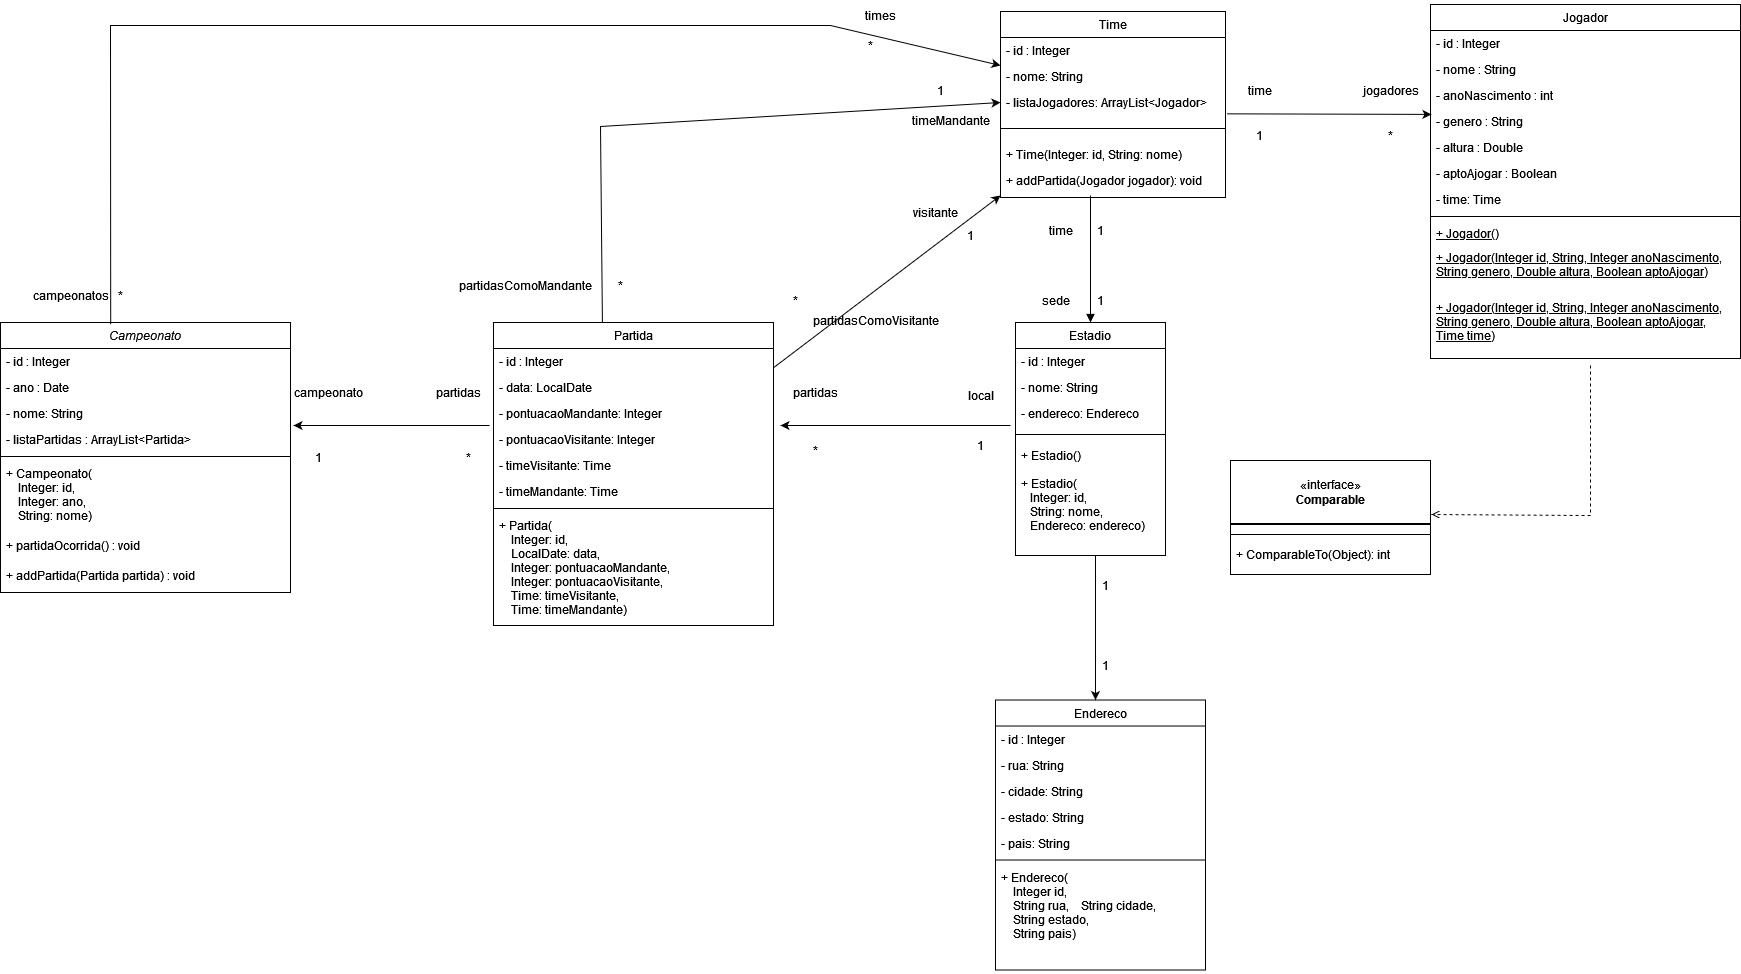 times
*
1
timeMandante
visitante
1
partidasComoMandante
*
*
partidasComoVisitante
campeonatos
*
Time
- id : Integer
- nome: String
- listaJogadores: ArrayList<Jogador>
+ Time(Integer: id, String: nome)
+ addPartida(Jogador jogador): void
time
jogadores
1
*
Jogador
- id : Integer
- nome : String
- anoNascimento : int
- genero : String
- altura : Double
- aptoAjogar : Boolean
- time: Time
+ Jogador()
+ Jogador(Integer id, String, Integer anoNascimento,
String genero, Double altura, Boolean aptoAjogar)
+ Jogador(Integer id, String, Integer anoNascimento,
String genero, Double altura, Boolean aptoAjogar,
Time time)
time
1
sede
1
Campeonato
- id : Integer
- ano : Date
- nome: String
- listaPartidas : ArrayList<Partida>
+ Campeonato(
Integer: id,
Integer: ano,
String: nome)
+ partidaOcorrida() : void
+ addPartida(Partida partida) : void
campeonato
partidas
1
*
Partida
- id : Integer
- data: LocalDate
- pontuacaoMandante: Integer
- pontuacaoVisitante: Integer
- timeVisitante: Time
- timeMandante: Time
+ Partida(
Integer: id,
LocalDate: data,
Integer: pontuacaoMandante,
Integer: pontuacaoVisitante,
Time: timeVisitante,
Time: timeMandante)
partidas
local
*
1
Estadio
- id : Integer
- nome: String
- endereco: Endereco
+ Estadio()
+ Estadio(
Integer: id,
String: nome,
Endereco: endereco)
«interface»
Comparable
+ ComparableTo(Object): int
1
1
Endereco
- id : Integer
- rua: String
- cidade: String
- estado: String
- pais: String
+ Endereco(
Integer id,
String rua, String cidade,
String estado,
String pais)